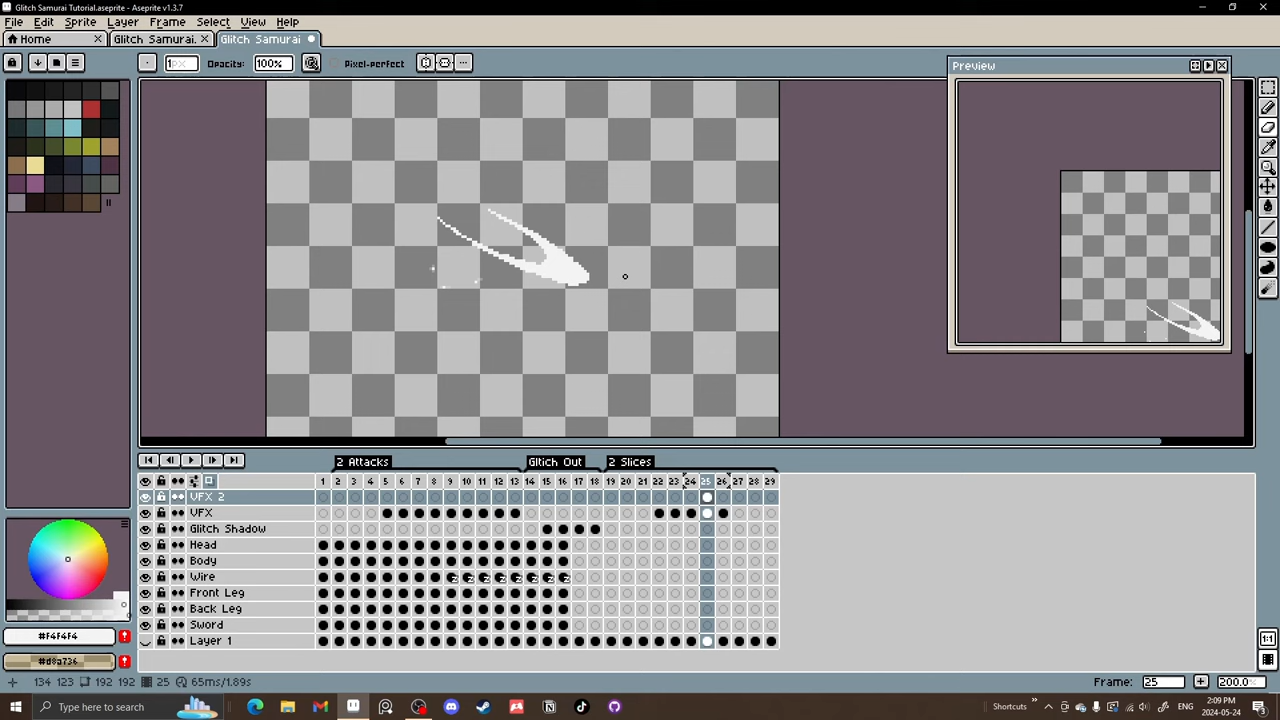 Glitch Samurai Tutorial.aseprite - Aseprite v1.3.7
File Edit Sprite Layer Frame Select View Help
Home Glitch Samurai. Glitch Samurai
1px Opacity: 100% Pixel-perfect
Preview
2 Attacks Gltich Out 2 Slices
1 2 3 4 5 6 7 8 9 10 11 12 13 14 15 16 17 18 19 20 21 22 23 24 25 26 27 28 29
VFX 2
VFX
Glitch Shadow
Head
Body
Wire z z z z z z z z
Front Leg
Back Leg
Sword
Layer 1
#F4F4F4
#d8a736
134 123 192 192 25 65ms/1.89s Frame: 25 200.0
1:1
Type here to search
Shortcuts 2:09 PM
2024-05-24